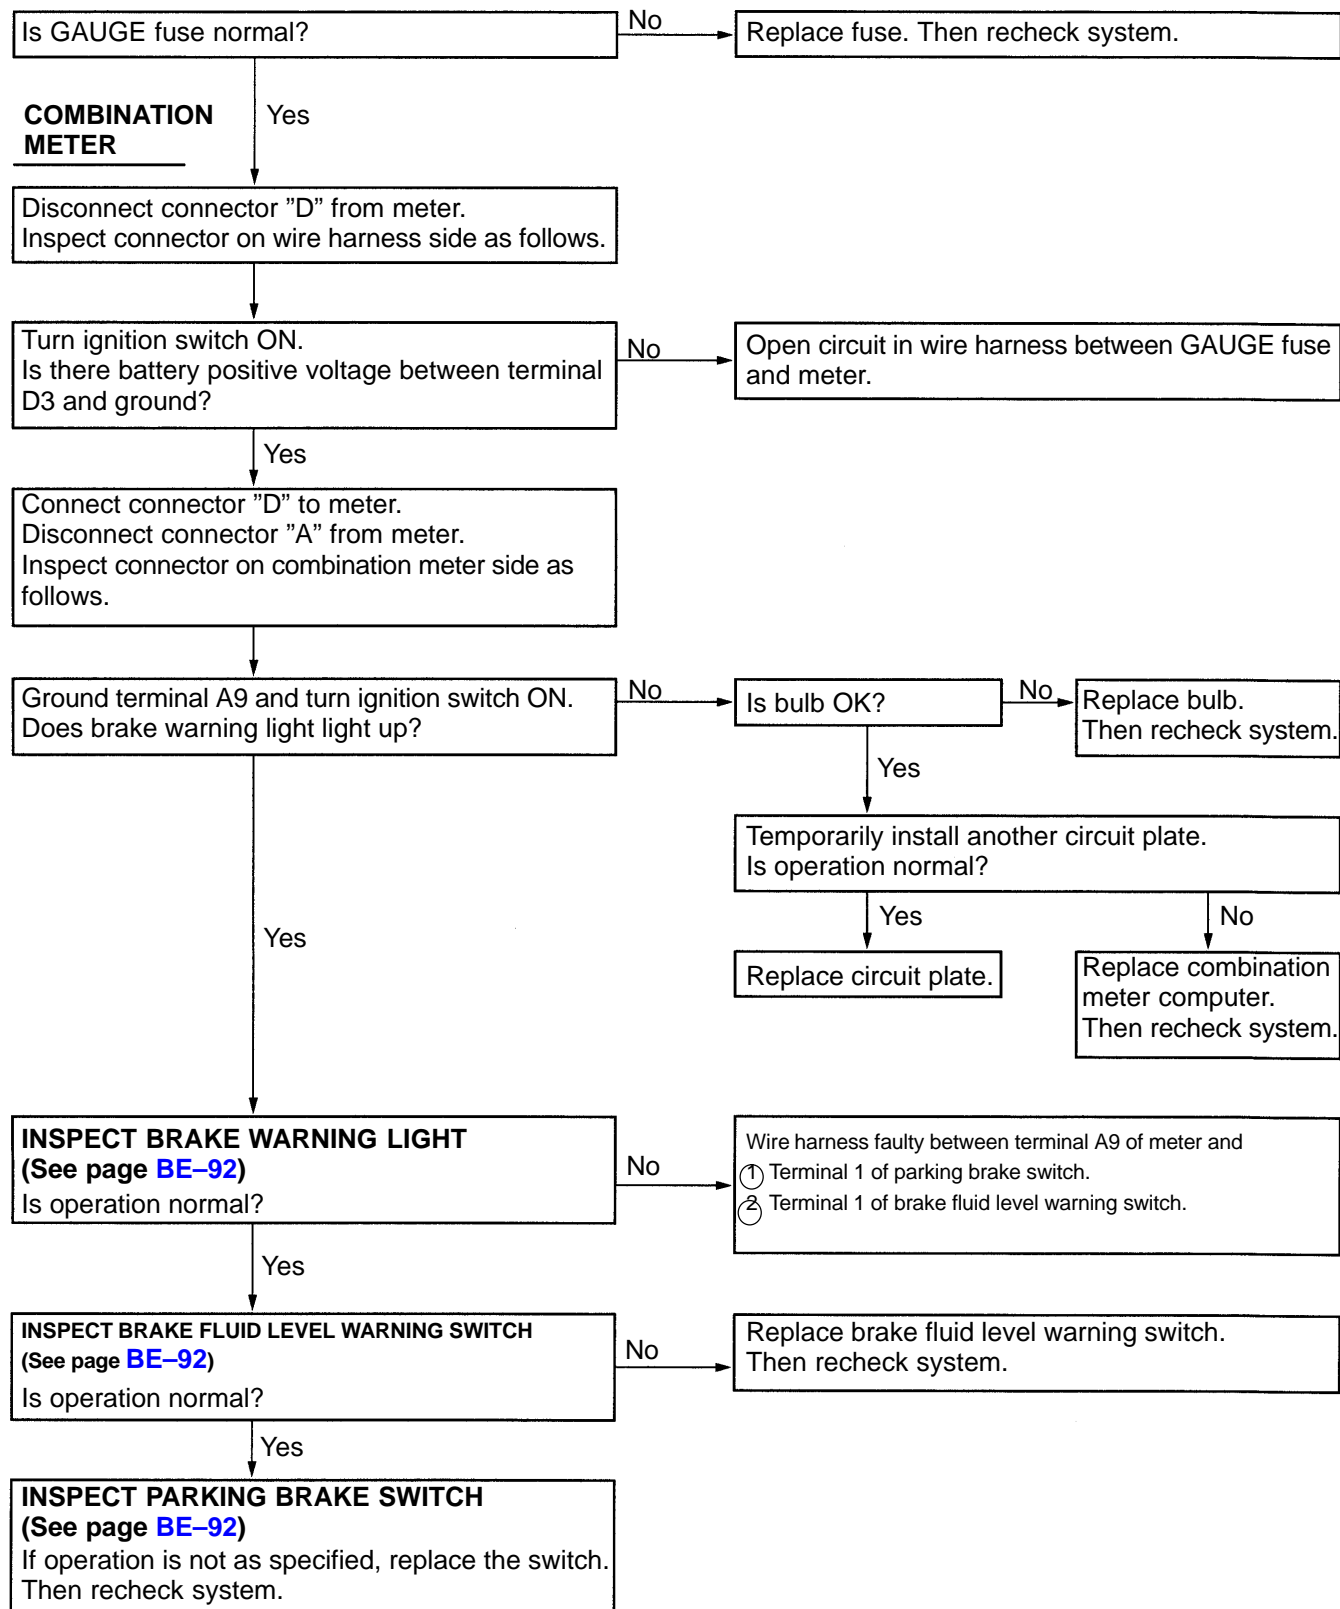 Is GAUGE fuse normal?
No
Replace fuse. Then recheck system.
COMBINATION
METER
Yes
Disconnect connector ”D” from meter.
Inspect connector on wire harness side as follows.
Turn ignition switch ON.
Is there battery positive voltage between terminal
D3 and ground?
No
Open circuit in wire harness between GAUGE fuse
and meter.
Yes
Connect connector ”D” to meter.
Disconnect connector ”A” from meter.
Inspect connector on combination meter side as
follows.
Ground terminal A9 and turn ignition switch ON.
Does brake warning light light up?
No
Is bulb OK?
No
Replace bulb.
Then recheck system.
Yes
Temporarily install another circuit plate.
Is operation normal?
Yes
No
Replace circuit plate.
Replace combination
meter computer.
Then recheck system.
Yes
INSPECT BRAKE WARNING LIGHT
(See page BE–92)
Is operation normal?
No
Wire harness faulty between terminal A9 of meter and
1 Terminal 1 of parking brake switch.
2 Terminal 1 of brake fluid level warning switch.
Yes
INSPECT BRAKE FLUID LEVEL WARNING SWITCH
(See page BE–92)
Is operation normal?
No
Replace brake fluid level warning switch.
Then recheck system.
Yes
INSPECT PARKING BRAKE SWITCH
(See page BE–92)
If operation is not as specified, replace the switch.
Then recheck system.